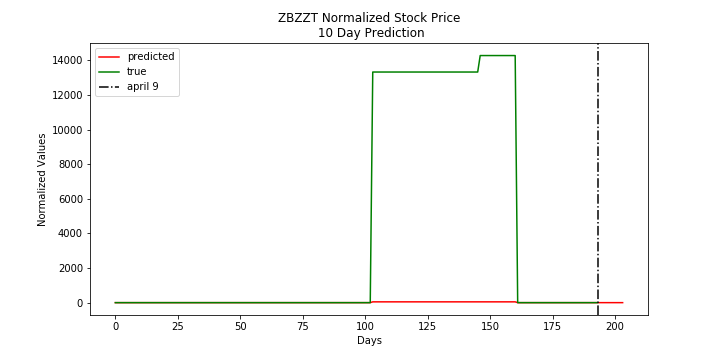 ZBZZT Normalized Stock Price
10 Day Prediction
predicted
true
april 9
Normalized Values
14000
12000
10000
8000
6000
4000
2000
0
0 25 50 75 100 125 150 175 200
Days